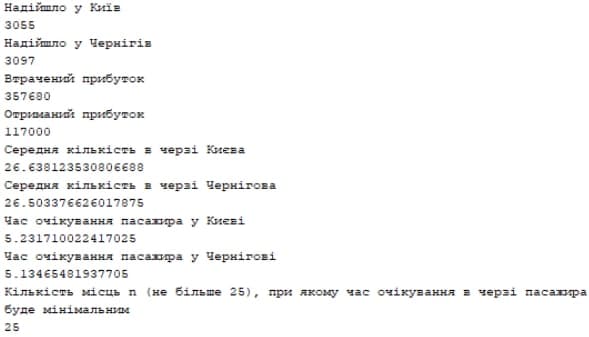 Надійшло у Київ
3055
Надійшло у Чернігів
3097
Втрачений прибуток
357680
Отриманий прибуток
117000
Середня кількість в черзі Києва
26.638123530806688
Середня кількість в черзі Чернігова
26.503376626017875
Час очікування пасажира у Києві
5.231710022417025
Час очікування пасажира у Чернігові
5.13465481937705
Кількість місць n (не більше 25), при якому час очікування в черзі пасажира
буде мінімальним
25